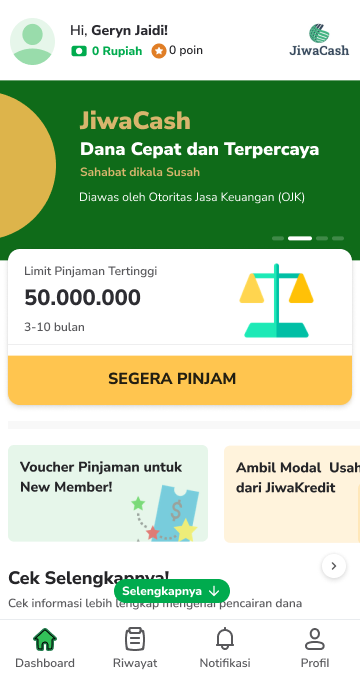 Hi, Geryn Jaidi!
0 Rupiah 0 poin
JiwaCash
JiwaCash
Dana Cepat dan Terpercaya
Sahabat dikala Susah
Diawas oleh Otoritas Jasa Keuangan (OJK)
Limit Pinjaman Tertinggi
50.000.000
3-10 bulan
SEGERA PINJAM
Voucher Pinjaman untuk
New Member!
Ambil Modal Usah
dari JiwaKredit
Cek Selengkapnya!
Selengkapnya
Cek informasi lebih lengkap mengenai pencairan dana
Dashboard
Riwayat
Notifikasi
Profil